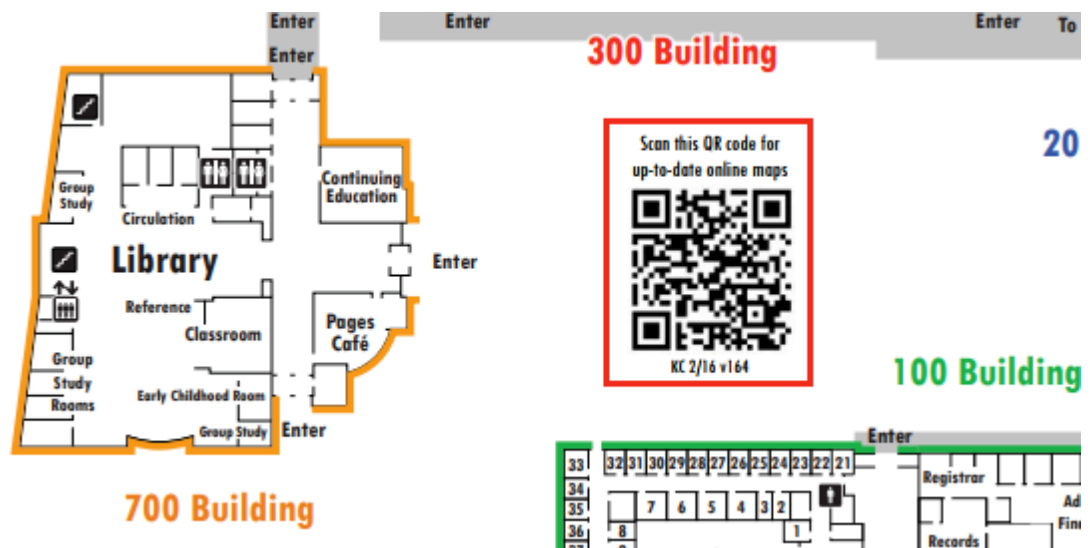 Enter
Enter
Enter
To
Enter
300 Building
20
Scan this QR code for
up-to-date online maps
KC 2/16 v164
Group
Study
Circulation
Continuing
Education
Library
Enter
Reference
Classroom
Pages
Café
Group
Study
Rooms
Early Childhood Room
Group Study
Enter
700 Building
100 Building
Enter
33
32 31 30 29 28 27 26 25 24 23 22 21
Registrar
34
35
7 6 5 4 3 2
Ad
Fin
36
8
1
Records